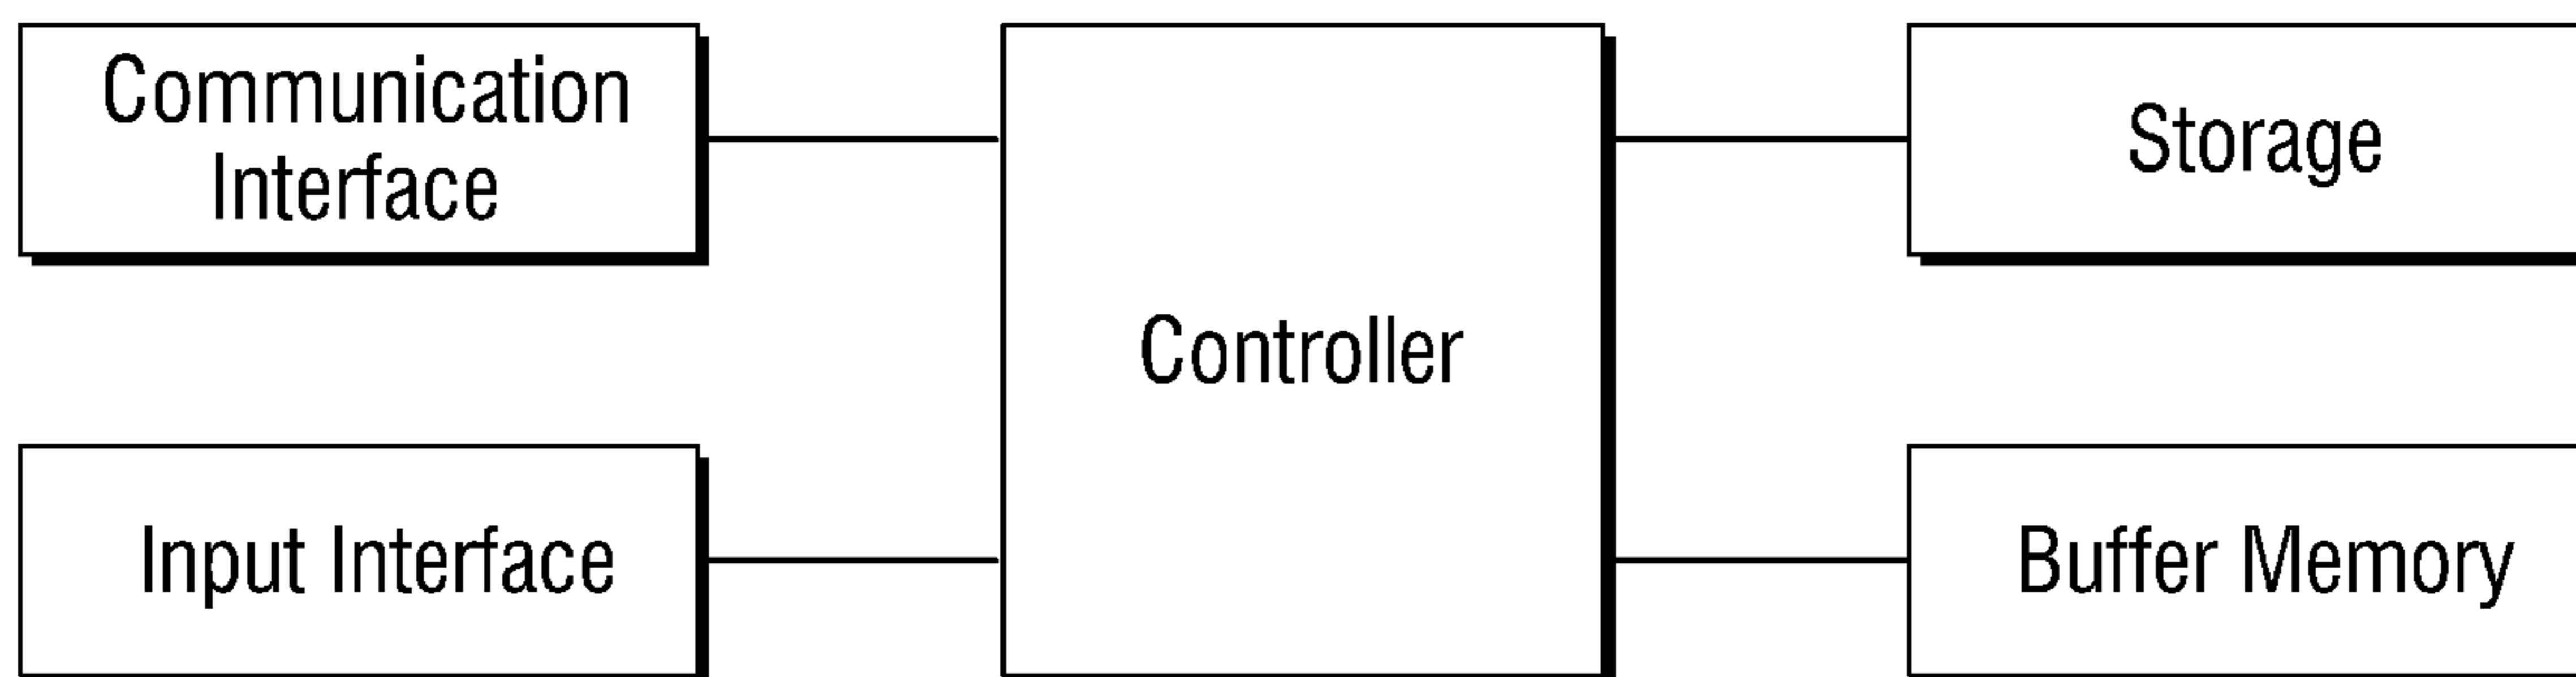 Communication
Interface
Storage
Controller
Input Interface
Buffer Memory